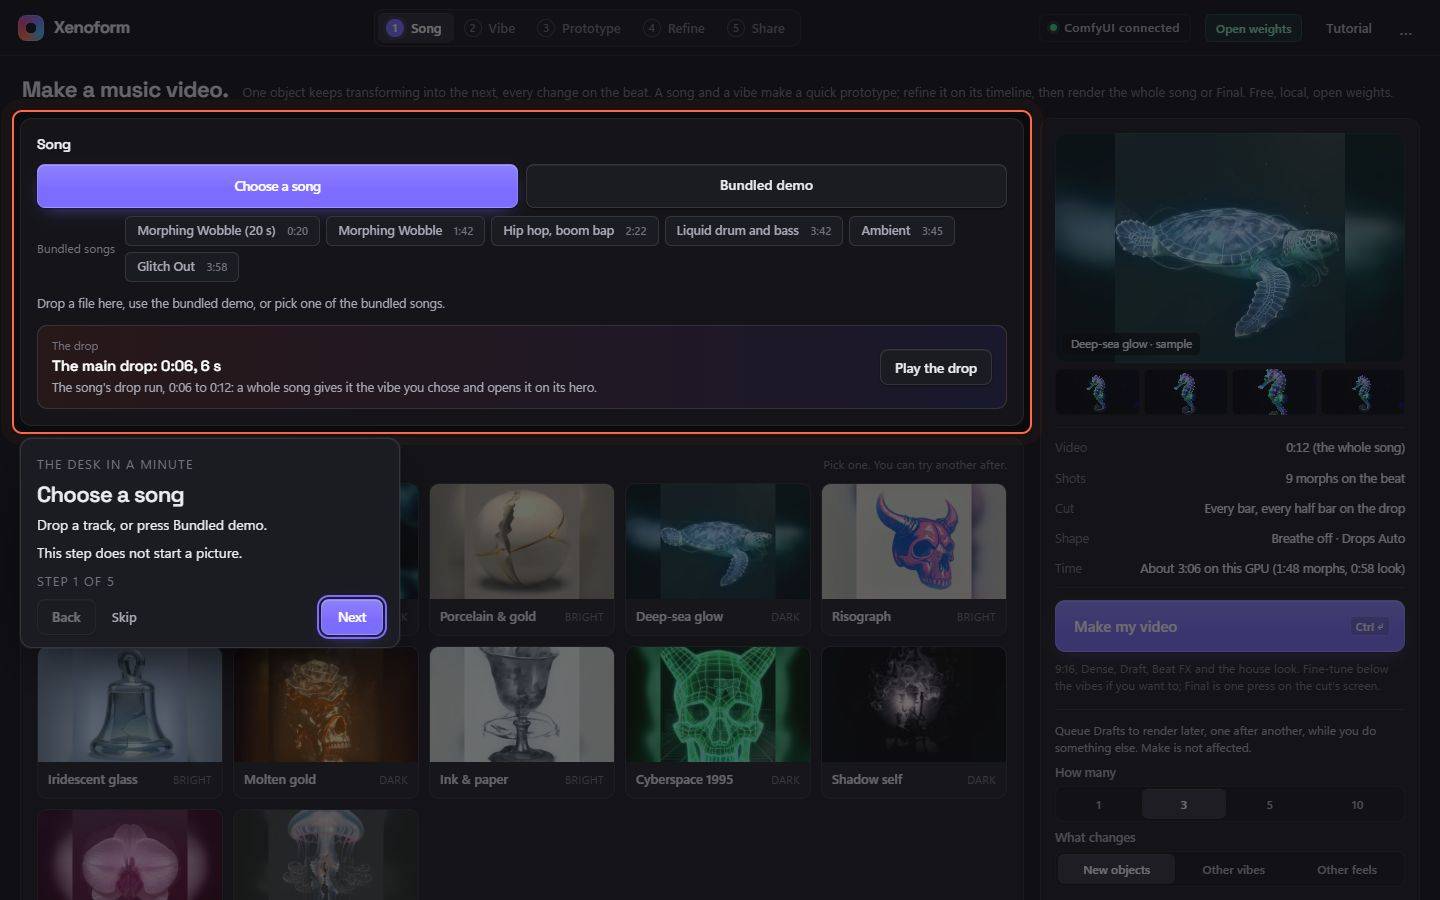 Xenoform
1 Song
2 Vibe
3 Prototype
4 Refine
5 Share
ComfyUI connected
Open weights
Tutorial
...
Make a music video.
One object keeps transforming into the next, every change on the beat. A song and a vibe make a quick prototype; refine it on its timeline, then render the whole song or Final. Free, local, open weights.
Song
Choose a song
Bundled demo
Bundled songs
Morphing Wobble (20 s) 0:20
Morphing Wobble 1:42
Hip hop, boom bap 2:22
Liquid drum and bass 3:42
Ambient 3:45
Glitch Out 3:58
Drop a file here, use the bundled demo, or pick one of the bundled songs.
The drop
The main drop: 0:06, 6 s
The song's drop run, 0:06 to 0:12: a whole song gives it the vibe you chose and opens it on its hero.
Play the drop
THE DESK IN A MINUTE
Choose a song
Drop a track, or press Bundled demo.
This step does not start a picture.
STEP 1 OF 5
Back
Skip
Next
Pick one. You can try another after.
Porcelain & gold BRIGHT
Deep-sea glow DARK
Risograph BRIGHT
Iridescent glass BRIGHT
Molten gold DARK
Ink & paper BRIGHT
Cyberspace 1995 DARK
Shadow self DARK
Deep-sea glow · sample
Video 0:12 (the whole song)
Shots 9 morphs on the beat
Cut Every bar, every half bar on the drop
Shape Breathe off · Drops Auto
Time About 3:06 on this GPU (1:48 morphs, 0:58 look)
Make my video Ctrl ↵
9:16, Dense, Draft, Beat FX and the house look. Fine-tune below
the vibes if you want to; Final is one press on the cut's screen.
Queue Drafts to render later, one after another, while you do
something else. Make is not affected.
How many
1 3 5 10
What changes
New objects
Other vibes
Other feels